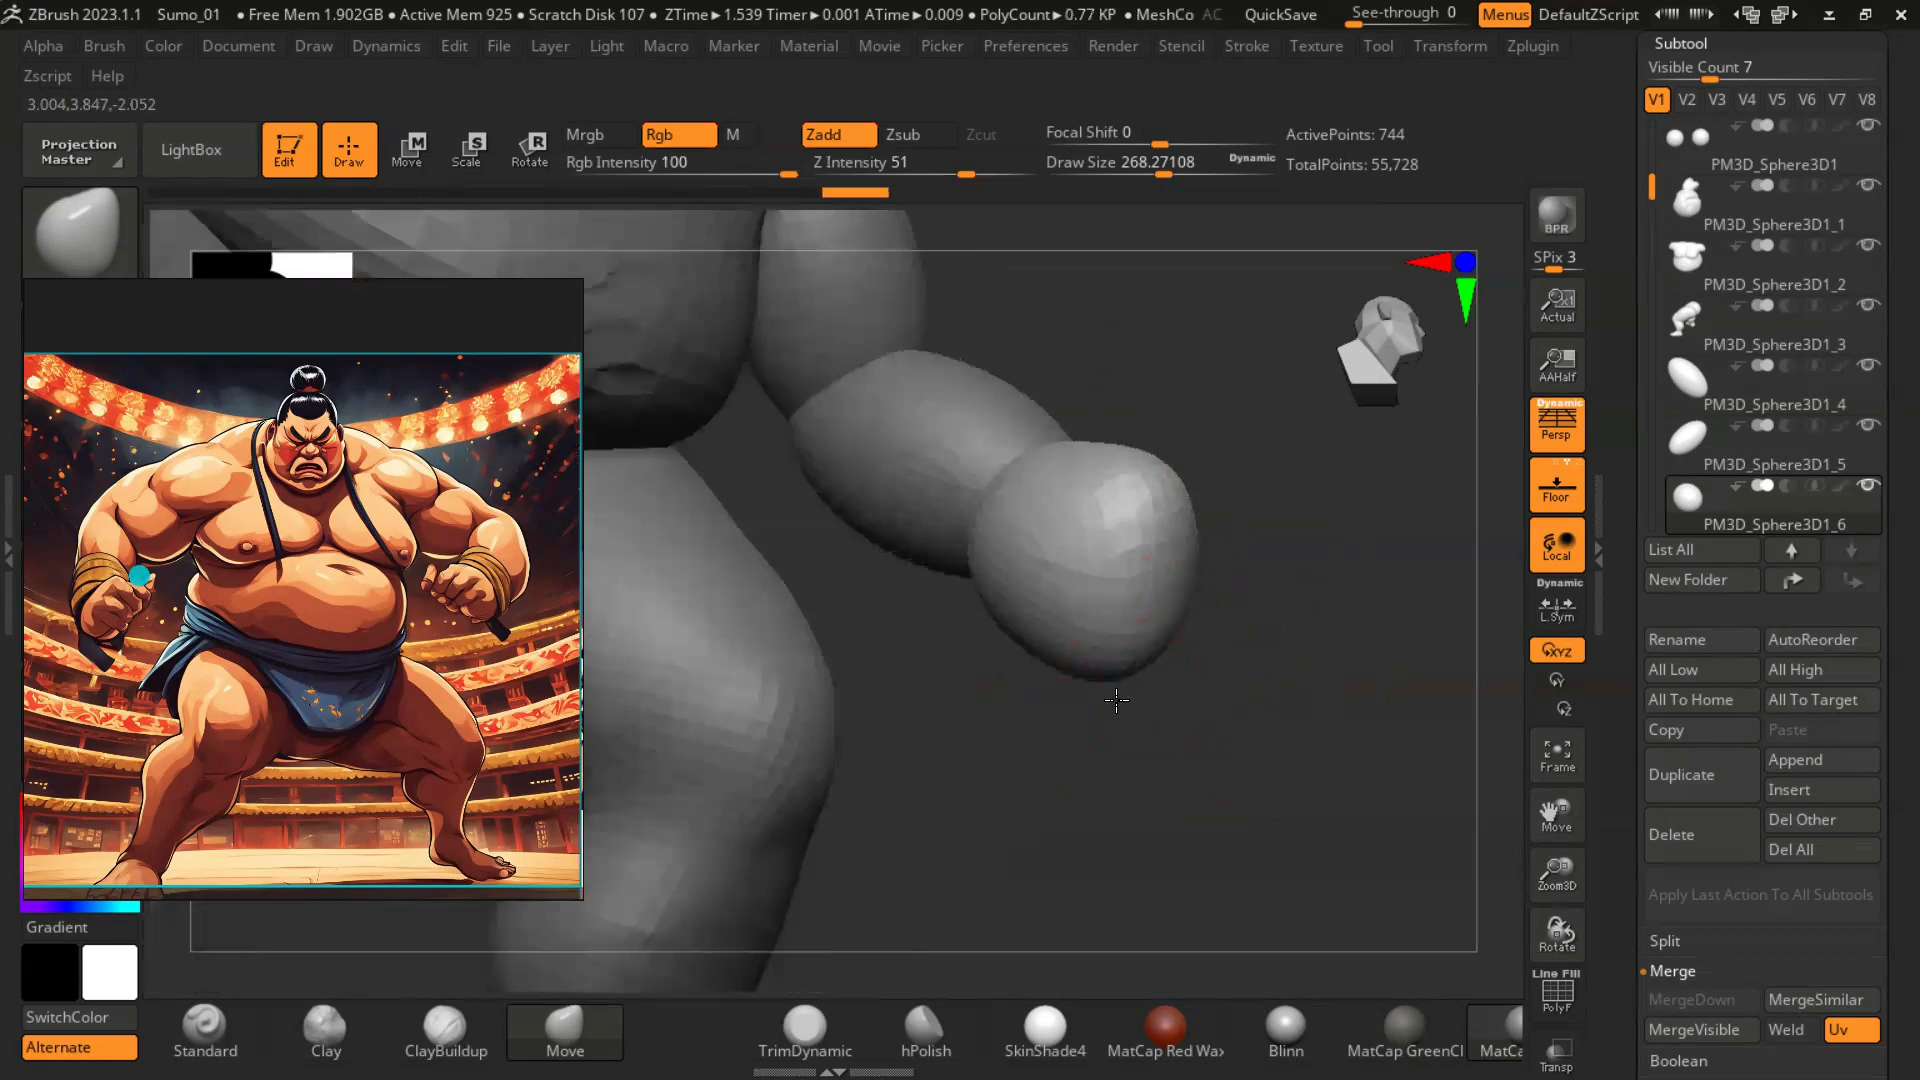 ZBrush 2023.1.1 Sumo_01 • Free Mem 1.902GB • Active Mem 925 • Scratch Disk 107 • ZTime▸1.539 Timer▸0.001 ATime▸0.009 • PolyCount▸0.77 KP • MeshCo AC QuickSave See-through 0 Menus DefaultZScript
Alpha Brush Color Document Draw Dynamics Edit File Layer Light Macro Marker Material Movie Picker Preferences Render Stencil Stroke Texture Tool Transform Zplugin
Zscript Help
3.004,3.847,-2.052
Projection Master
LightBox
Edit
Draw
Move
Scale
Rotate
Mrgb Rgb M
Rgb Intensity 100
Zadd Zsub Zcut
Z Intensity 51
Focal Shift 0
Draw Size 268.27108 Dynamic
ActivePoints: 744
TotalPoints: 55,728
BPR
SPix 3
Actual
AAHalf
Dynamic
Persp
Floor
Local
Dynamic
L.Sym
XYZ
Frame
Move
Zoom3D
Rotate
Line Fill
PolyF
Transp
Subtool
Visible Count 7
V1 V2 V3 V4 V5 V6 V7 V8
PM3D_Sphere3D1
PM3D_Sphere3D1_1
PM3D_Sphere3D1_2
PM3D_Sphere3D1_3
PM3D_Sphere3D1_4
PM3D_Sphere3D1_5
PM3D_Sphere3D1_6
List All
New Folder
Rename AutoReorder
All Low All High
All To Home All To Target
Copy Paste
Duplicate Append
Insert
Delete Del Other
Del All
Apply Last Action To All Subtools
Split
Merge
MergeDown MergeSimilar
MergeVisible Weld Uv
Boolean
Gradient
SwitchColor
Alternate
Standard
Clay
ClayBuildup
Move
TrimDynamic
hPolish
SkinShade4
MatCap Red Wax
Blinn
MatCap GreenCl
MatCa